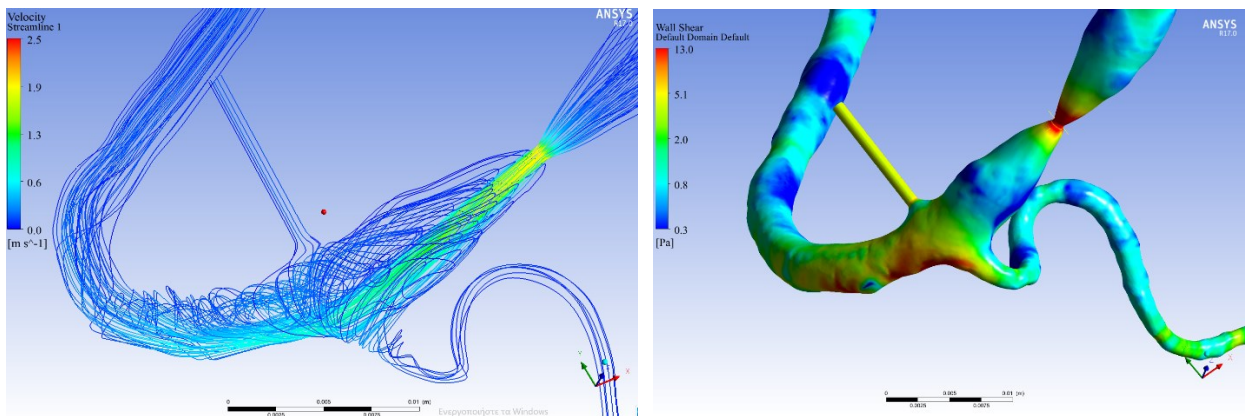 Velocity
Streamline 1
2.5
1.9
1.3
0.6
0.0
[m s^-1]
ANSYS
R17.0
Y
X
0
0.005
0.01
(m)
0.0025
0.0075
Ενεργοποιήστε τα Windows
Wall Shear
Default Domain Default
13.0
5.1
2.0
0.8
0.3
[Pa]
ANSYS
R17.0
0
0.005
0.01
(m)
0.0025
0.0075
X